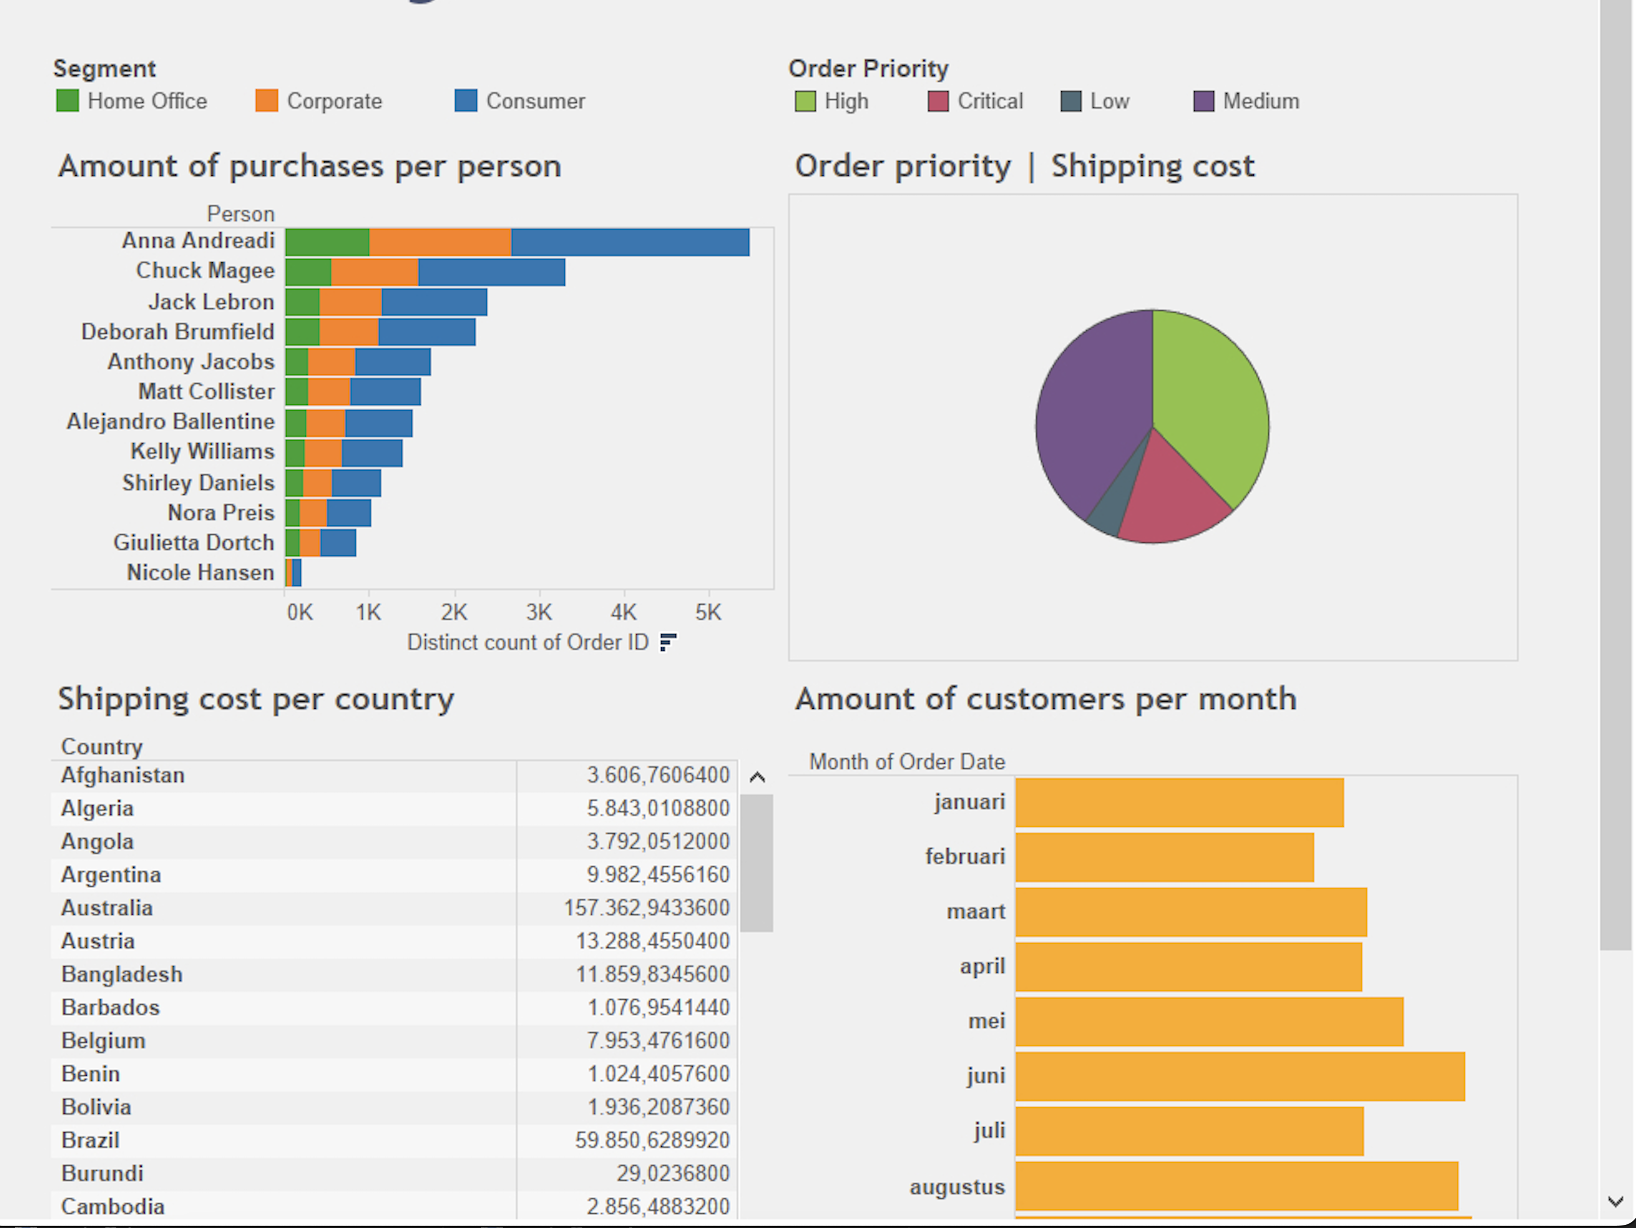 Segment
Home Office Corporate Consumer
Order Priority
High Critical Low Medium
Amount of purchases per person
Person
Anna Andreadi
Chuck Magee
Jack Lebron
Deborah Brumfield
Anthony Jacobs
Matt Collister
Alejandro Ballentine
Kelly Williams
Shirley Daniels
Nora Preis
Giulietta Dortch
Nicole Hansen
0K 1K 2K 3K 4K 5K
Distinct count of Order ID
Order priority | Shipping cost
Shipping cost per country
Country
Afghanistan 3.606,7606400
Algeria 5.843,0108800
Angola 3.792,0512000
Argentina 9.982,4556160
Australia 157.362,9433600
Austria 13.288,4550400
Bangladesh 11.859,8345600
Barbados 1.076,9541440
Belgium 7.953,4761600
Benin 1.024,4057600
Bolivia 1.936,2087360
Brazil 59.850,6289920
Burundi 29,0236800
Cambodia 2.856,4883200
Amount of customers per month
Month of Order Date
januari
februari
maart
april
mei
juni
juli
augustus